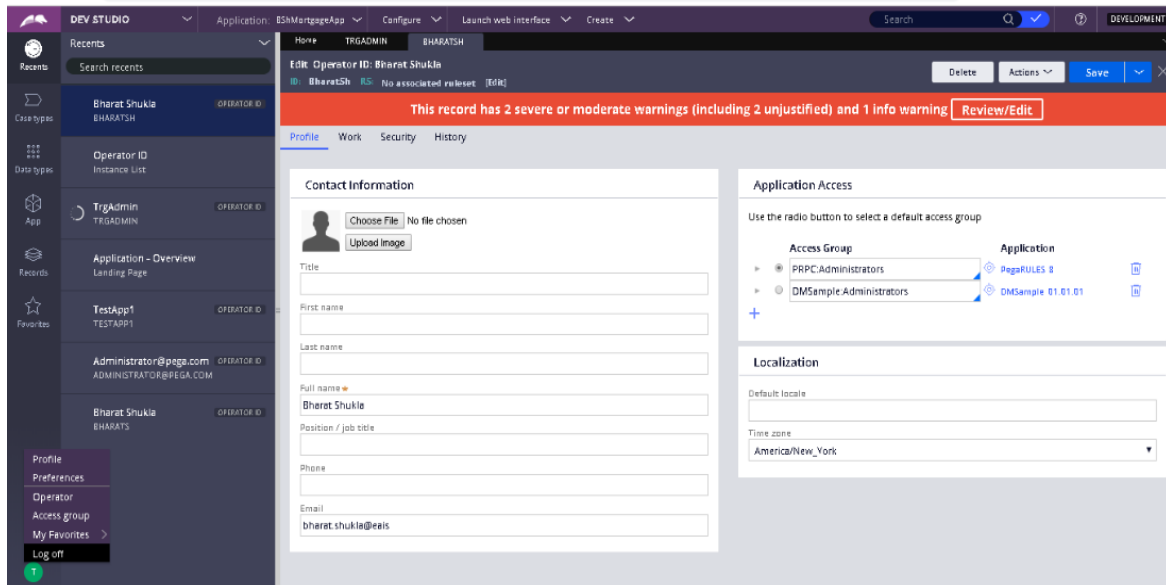 DEV STUDIO
Application: BShMortgageApp
Configure
Launch web interface
Create
Search
DEVELOPMENT
Recents
Case types
Data types
App
Records
Favorites
Recents
Search recents
Bharat Shukla OPERATOR ID
BHARATSH
Operator ID
Instance List
TrgAdmin OPERATOR ID
TRGADMIN
Application - Overview
Landing Page
TestApp1 OPERATOR ID
TESTAPP1
Administrator@pega.com OPERATOR ID
ADMINISTRATOR@PEGA.COM
Bharat Shukla OPERATOR ID
BHARATS
Profile
Preferences
Operator
Access group
My Favorites
Log off
T
Home TRGADMIN BHARATSH
Edit Operator ID: Bharat Shukla
ID: BharatSh RS: No associated ruleset [Edit]
Delete Actions Save
This record has 2 severe or moderate warnings (including 2 unjustified) and 1 info warning Review/Edit
Profile Work Security History
Contact Information
Choose File No file chosen
Upload Image
Title
First name
Last name
Full name
Bharat Shukla
Position / job title
Phone
Email
bharat.shukla@eais
Application Access
Use the radio button to select a default access group
Access Group Application
PRPC:Administrators PegaRULES 8
DMSample:Administrators DMSample 01.01.01
Localization
Default locale
Time zone
America/New_York